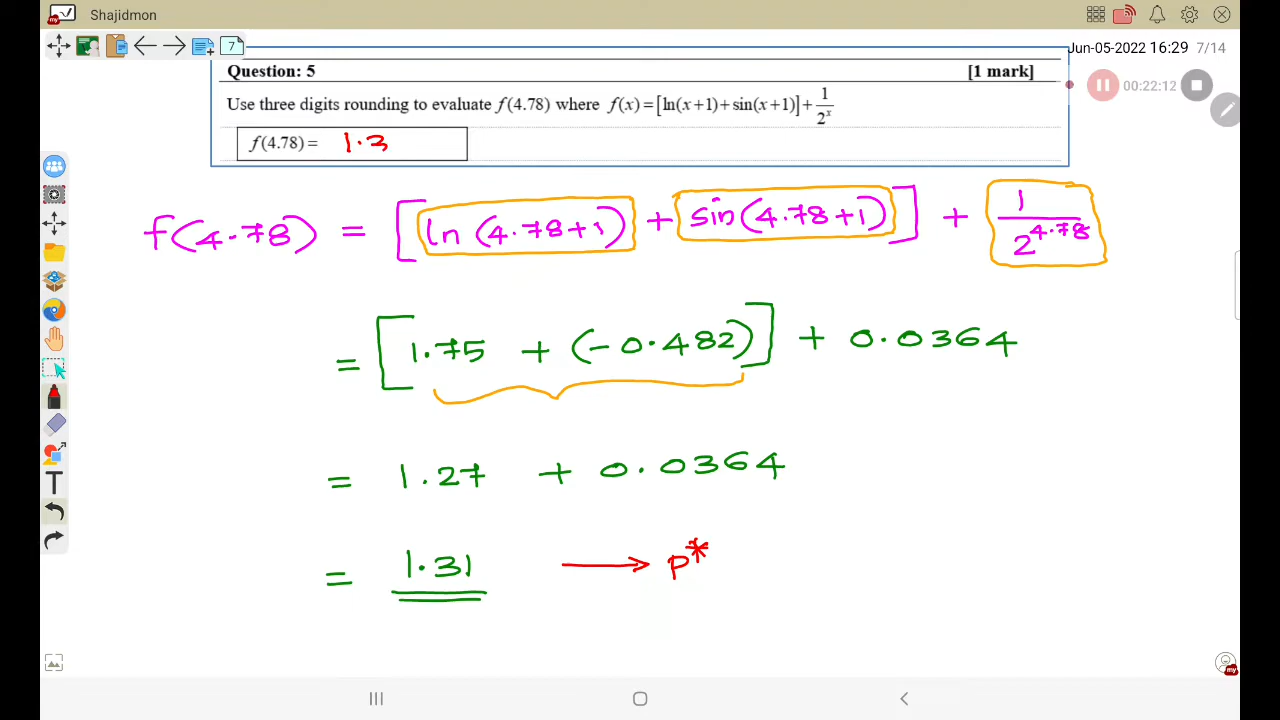 Shajidmon
7
Jun-05-2022 16:29 7/14
00:22:12
Question: 5 [1 mark]
Use three digits rounding to evaluate f(4.78) where f(x)=[ln(x+1)+sin(x+1)]+1/2^x
f(4.78) = 1.3
f(4.78) = [ln (4.78+1) + sin(4.78+1)] + 1/2^4.78
= [1.75 + (-0.482)] + 0.0364
= 1.27 + 0.0364
= 1.31 → p*
T